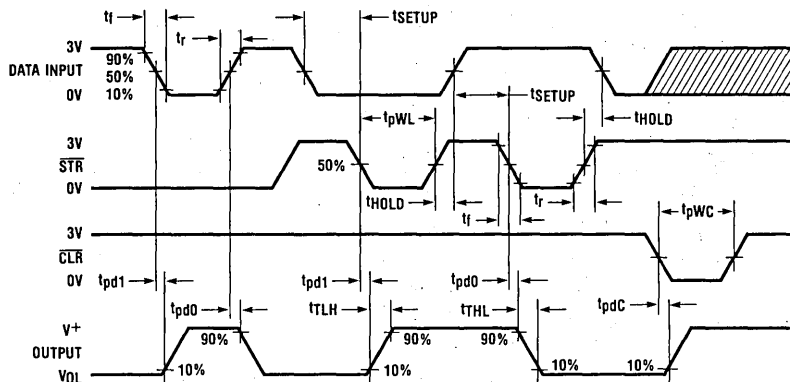 tf
tr
tSETUP
3V
90%
DATA INPUT
50%
0V
10%
tpWL
tSETUP
tHOLD
3V
STR
50%
0V
tHOLD
tf
tr
tpWC
3V
CLR
0V
tpd1
tpd0
tpd1
tTLH
tpd0
tTHL
tpdC
V+
90%
90%
90%
OUTPUT
10%
10%
10%
10%
VOL